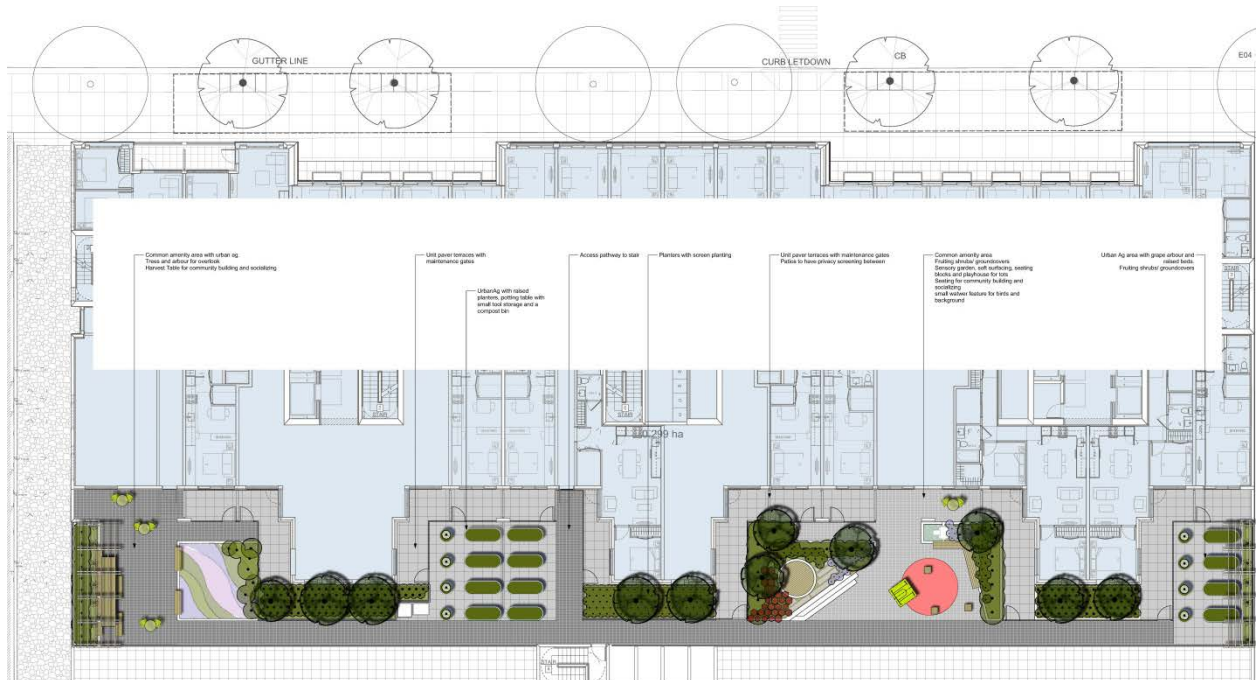 GUTTER LINE
CURB LETDOWN
CB
E04
Common amenity area with urban ag.
Trees and arbour for overlook
Harvest Table for community building and socializing
Unit paver terraces with
maintenance gates
UrbanAg with raised
planters, potting table with
small tool storage and a
compost bin
Access pathway to stair
Planters with screen planting
Unit paver terraces with maintenance gates
Patios to have privacy screening between
Common amenity area
Fruiting shrubs/ groundcovers
Sensory garden, soft surfacing, seating
blocks and playhouse for tots
Seating for community building and
socializing
small watwer feature for birds and
background
Urban Ag area with grape arbour and
raised beds.
Fruiting shrubs/ groundcovers
STAIR
STAIR
0.299 ha
STAIR